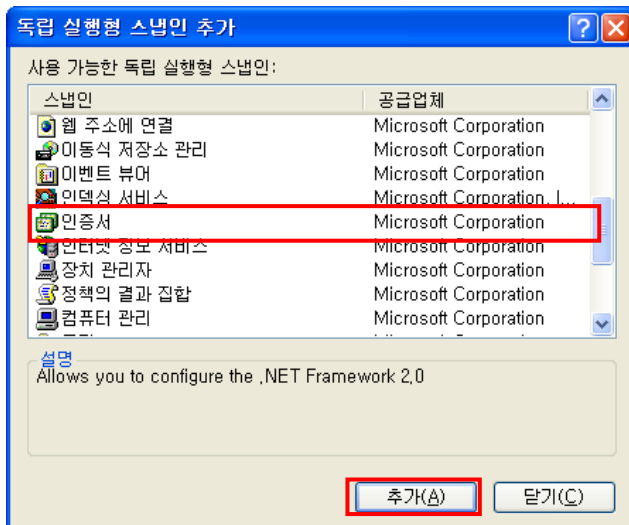 독립 실행형 스냅인 추가
사용 가능한 독립 실행형 스냅인:
스냅인 공급업체
웹 주소에 연결 Microsoft Corporation
이동식 저장소 관리 Microsoft Corporation
이벤트 뷰어 Microsoft Corporation
인덱싱 서비스 Microsoft Corporation, I...
인증서 Microsoft Corporation
인터넷 정보 서비스 Microsoft Corporation
장치 관리자 Microsoft Corporation
정책의 결과 집합 Microsoft Corporation
컴퓨터 관리 Microsoft Corporation
설명
Allows you to configure the .NET Framework 2.0
추가(A) 닫기(C)